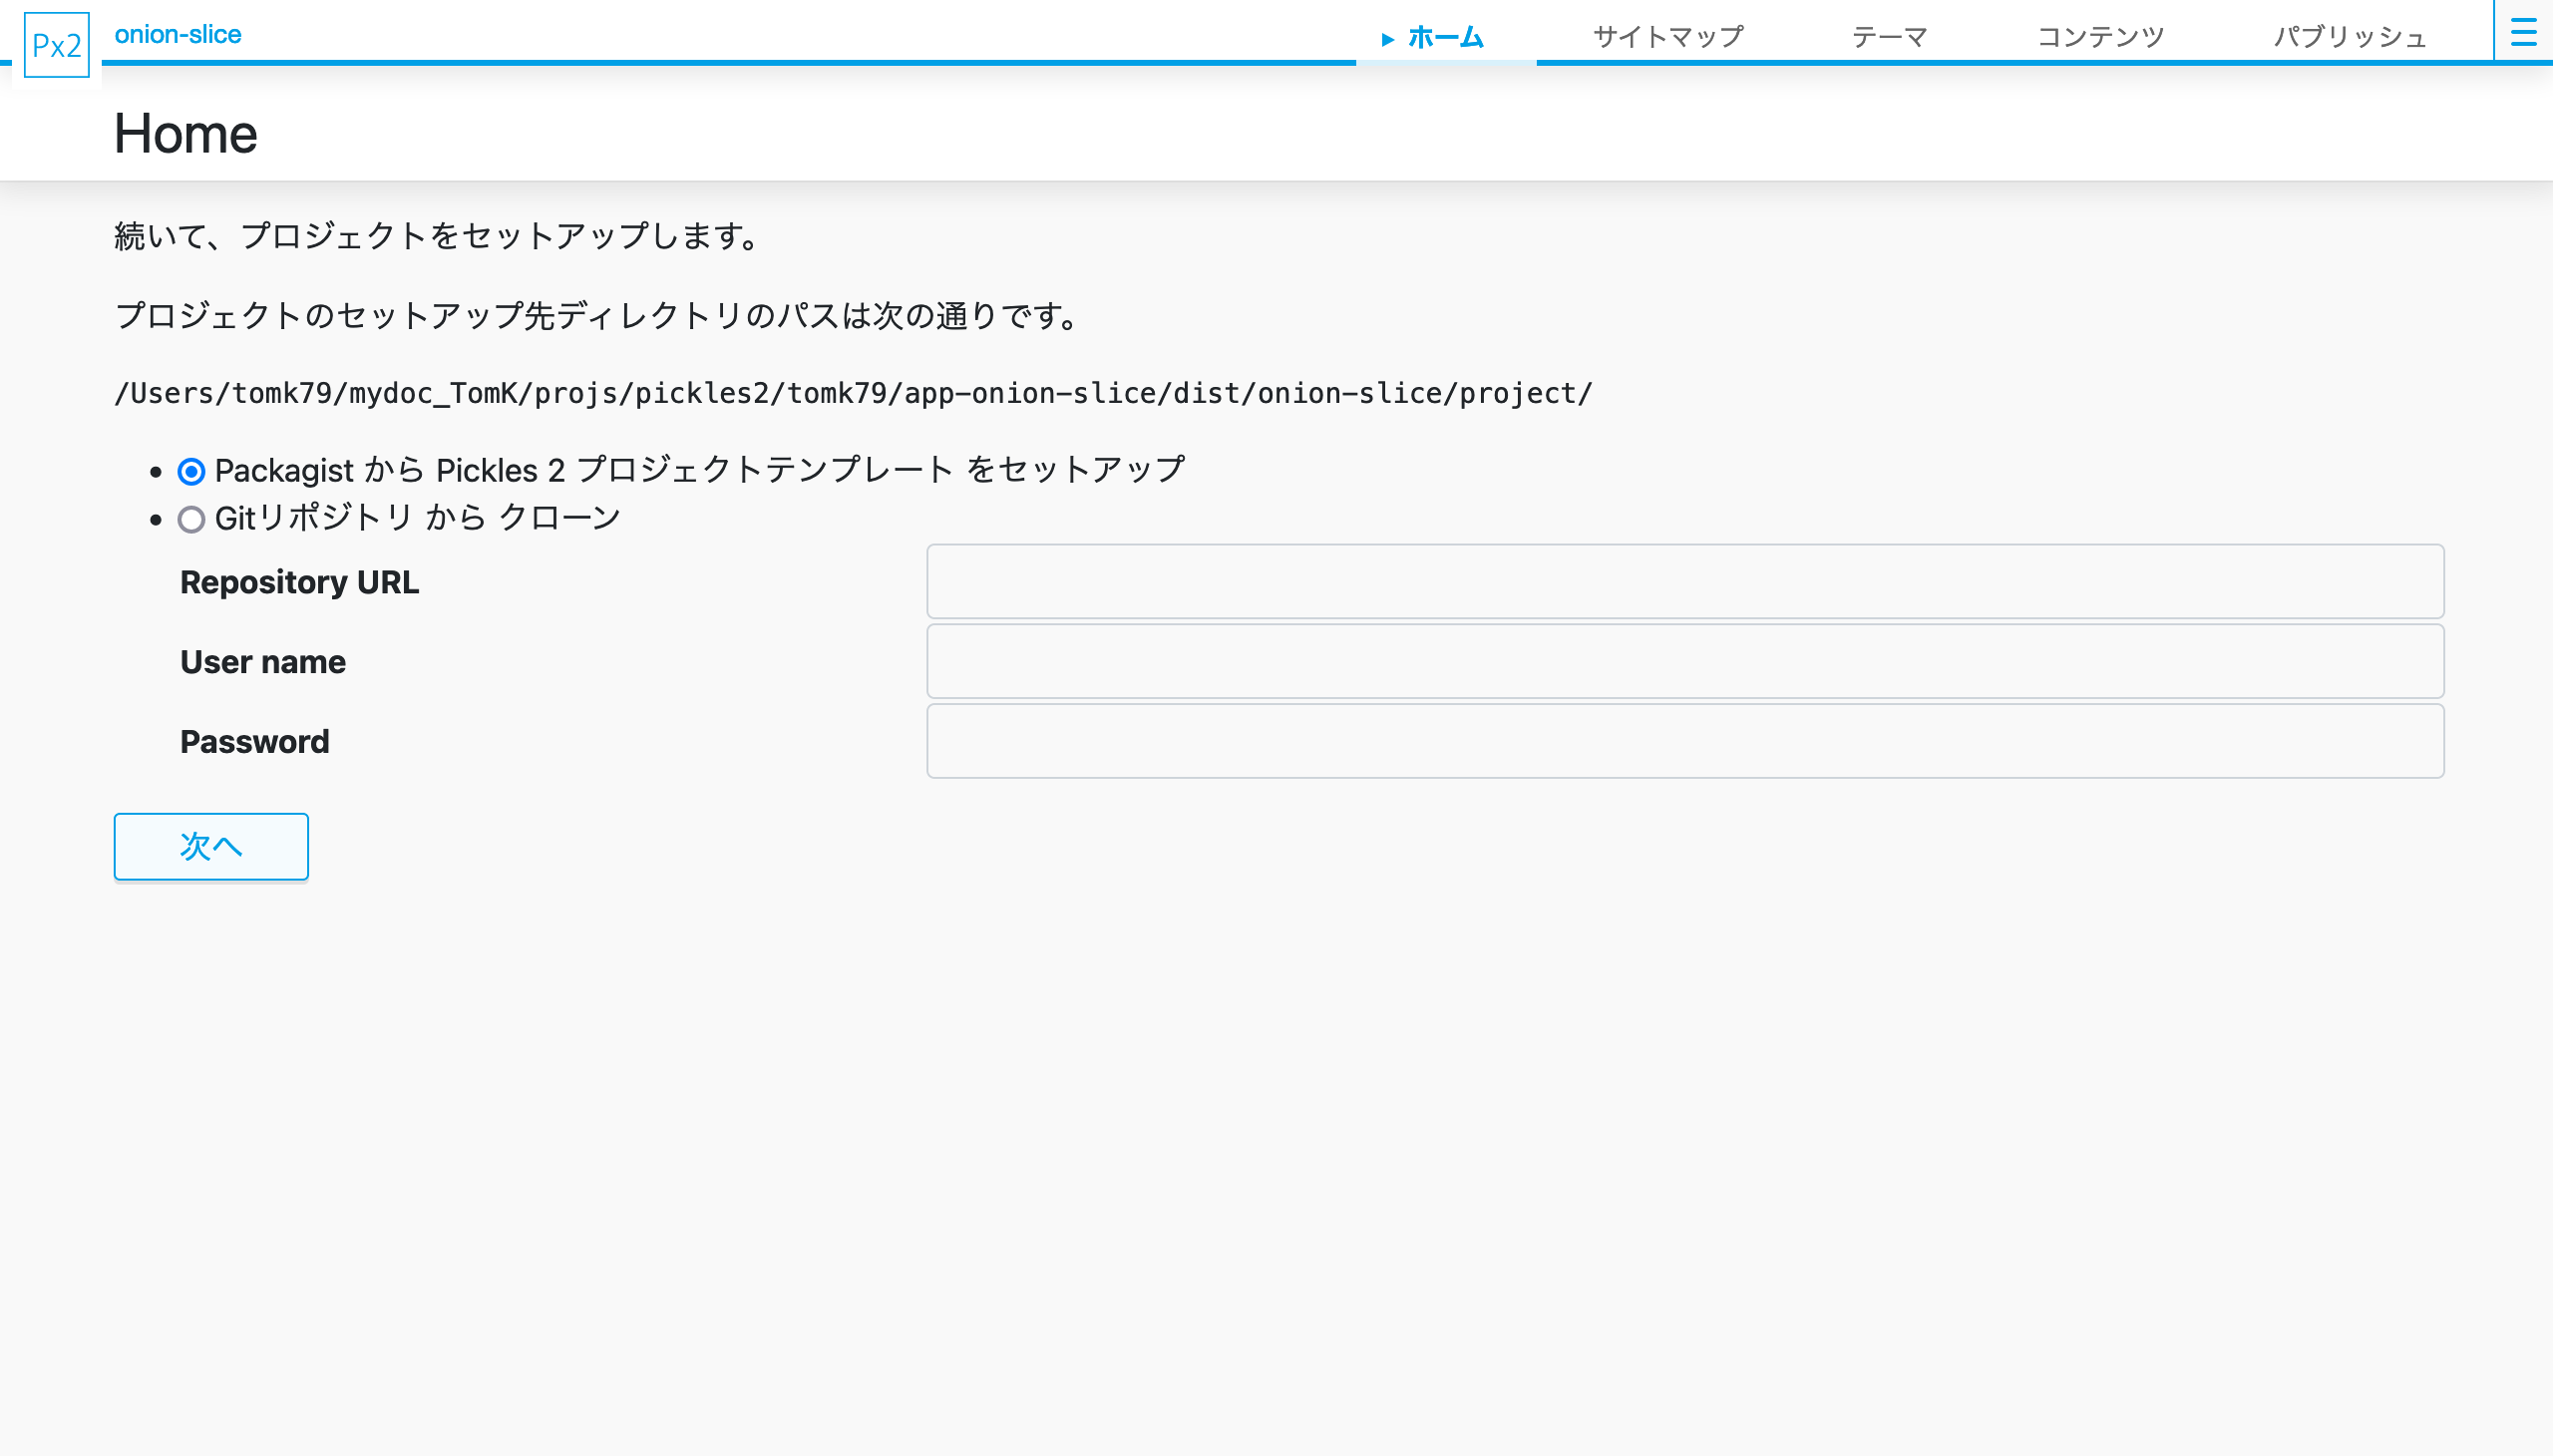 Px2
onion-slice
▶ ホーム
サイトマップ
テーマ
コンテンツ
パブリッシュ
Home
続いて、プロジェクトをセットアップします。
プロジェクトのセットアップ先ディレクトリのパスは次の通りです。
/Users/tomk79/mydoc_TomK/projs/pickles2/tomk79/app-onion-slice/dist/onion-slice/project/
Packagist から Pickles 2 プロジェクトテンプレート をセットアップ
Gitリポジトリ から クローン
Repository URL
User name
Password
次へ